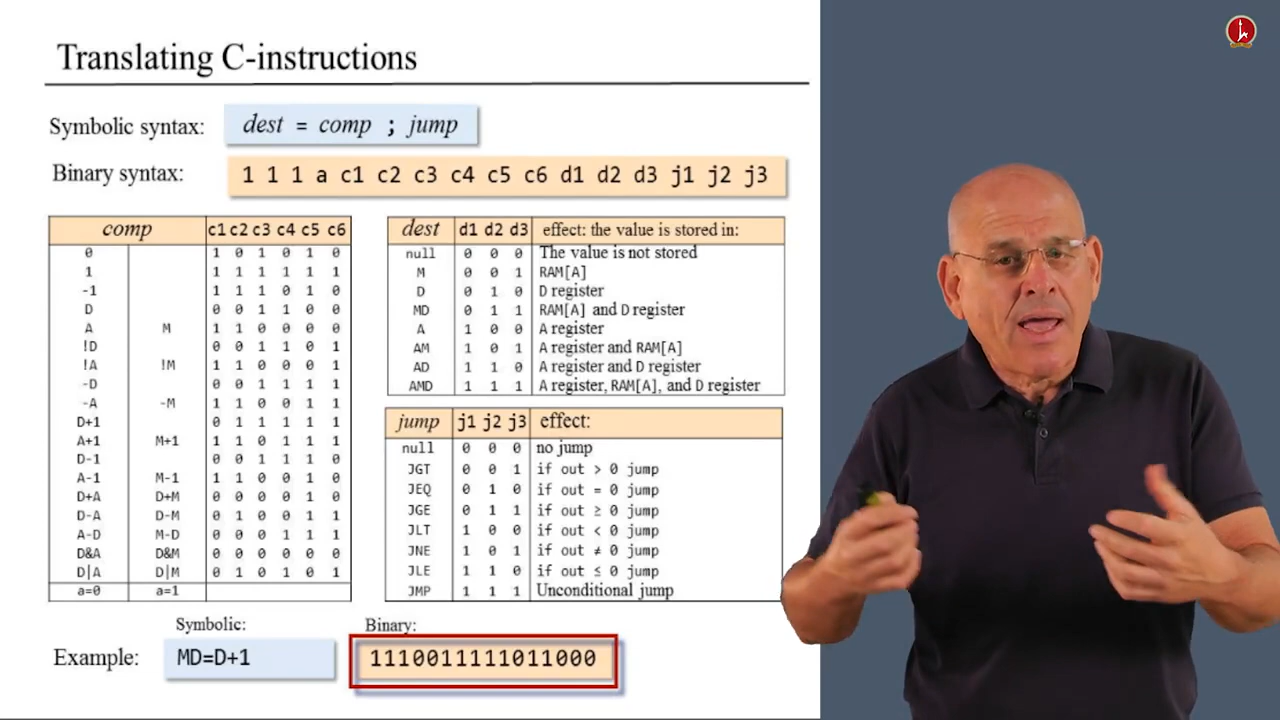 Translating C-instructions
Symbolic syntax: dest = comp ; jump
Binary syntax: 1 1 1 a c1 c2 c3 c4 c5 c6 d1 d2 d3 j1 j2 j3
comp c1 c2 c3 c4 c5 c6
0 1 0 1 0 1 0
1 1 1 1 1 1 1
-1 1 1 1 0 1 0
D 0 0 1 1 0 0
A M 1 1 0 0 0 0
!D 0 0 1 1 0 1
!A !M 1 1 0 0 0 1
-D 0 0 1 1 1 1
-A -M 1 1 0 0 1 1
D+1 0 1 1 1 1 1
A+1 M+1 1 1 0 1 1 1
D-1 0 0 1 1 1 0
A-1 M-1 1 1 0 0 1 0
D+A D+M 0 0 0 0 1 0
D-A D-M 0 1 0 0 1 1
A-D M-D 0 0 0 1 1 1
D&A D&M 0 0 0 0 0 0
D|A D|M 0 1 0 1 0 1
a=0 a=1
dest d1 d2 d3 effect: the value is stored in:
null 0 0 0 The value is not stored
M 0 0 1 RAM[A]
D 0 1 0 D register
MD 0 1 1 RAM[A] and D register
A 1 0 0 A register
AM 1 0 1 A register and RAM[A]
AD 1 1 0 A register and D register
AMD 1 1 1 A register, RAM[A], and D register
jump j1 j2 j3 effect:
null 0 0 0 no jump
JGT 0 0 1 if out > 0 jump
JEQ 0 1 0 if out = 0 jump
JGE 0 1 1 if out ≥ 0 jump
JLT 1 0 0 if out < 0 jump
JNE 1 0 1 if out ≠ 0 jump
JLE 1 1 0 if out ≤ 0 jump
JMP 1 1 1 Unconditional jump
Symbolic: Binary:
Example: MD=D+1 1110011111011000